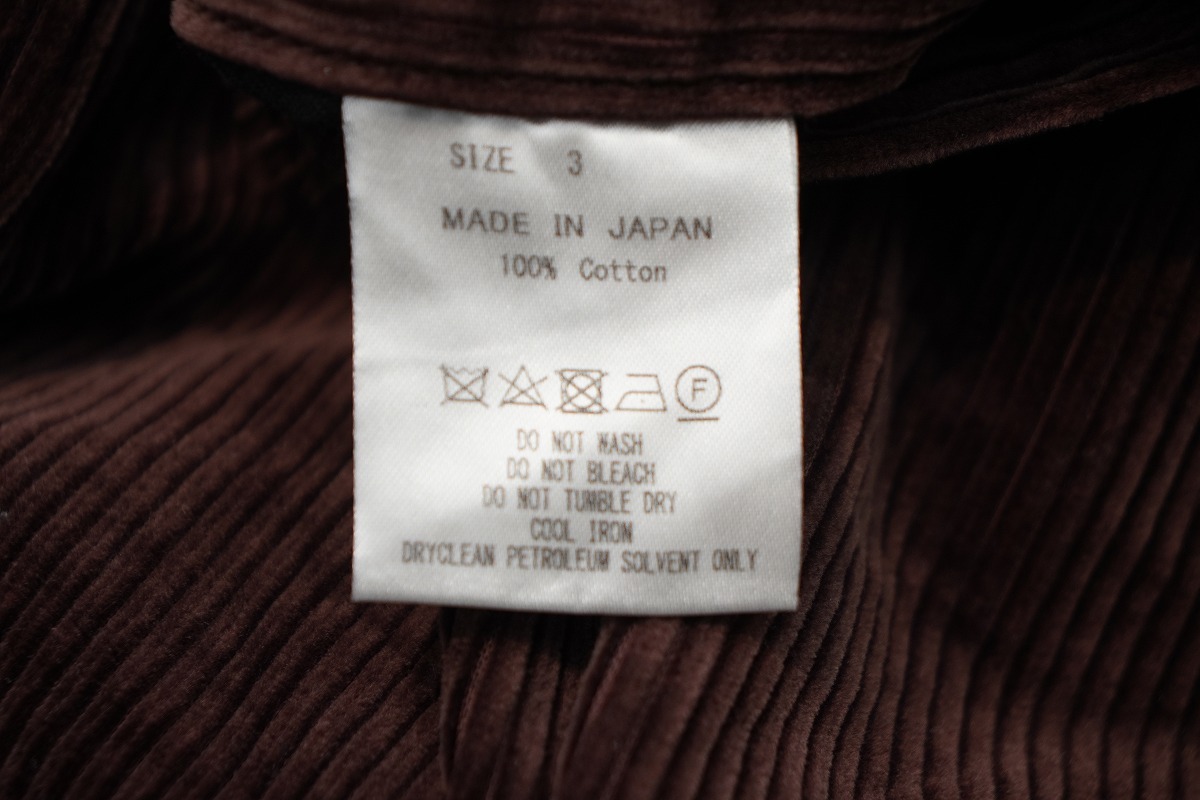 SIZE 3
MADE IN JAPAN
100% Cotton
F
DO NOT WASH
DO NOT BLEACH
DO NOT TUMBLE DRY
COOL IRON
DRYCLEAN PETROLEUM SOLVENT ONLY